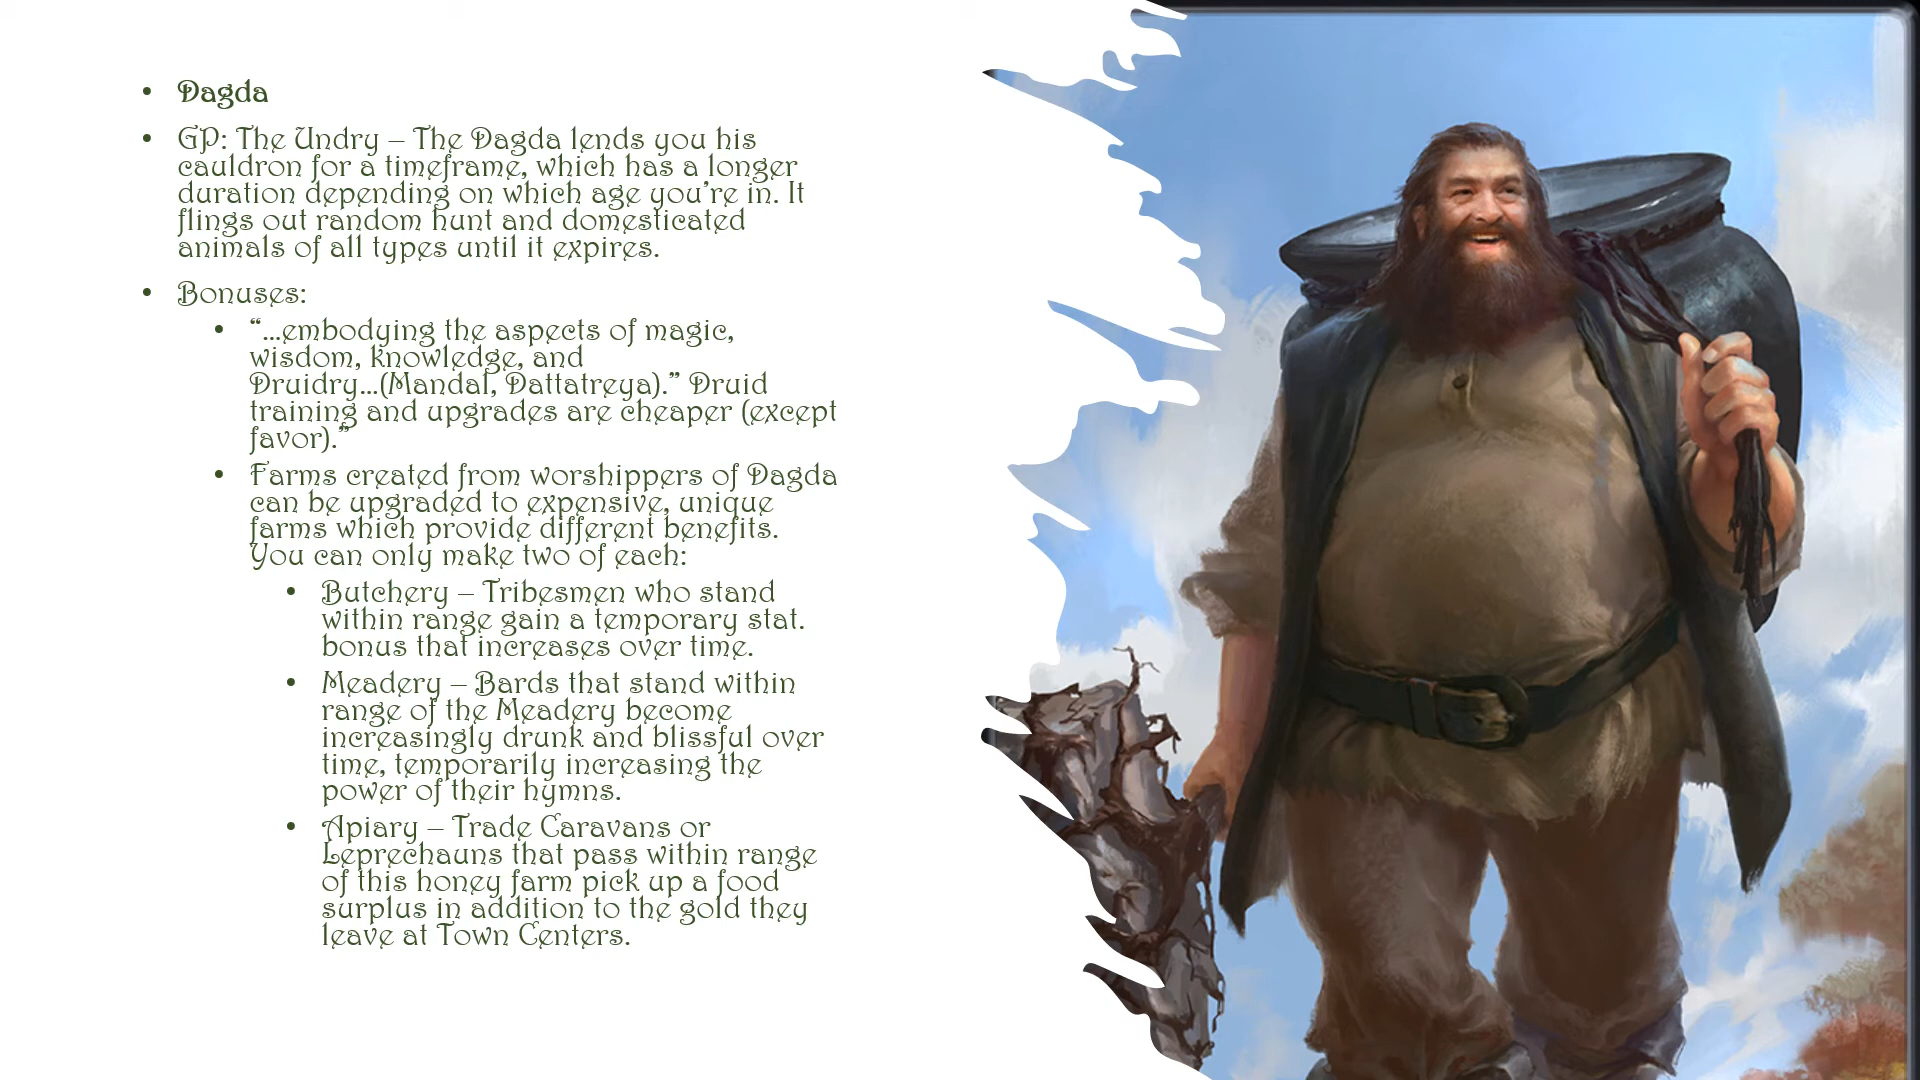 • Dagda
• GP: The Undry – The Dagda lends you his
cauldron for a timeframe, which has a longer
duration depending on which age you're in. It
flings out random hunt and domesticated
animals of all types until it expires.
• Bonuses:
• “…embodying the aspects of magic,
wisdom, knowledge, and
Druidry…(Mandal, Dattatreya).” Druid
training and upgrades are cheaper (except
favor).”
• Farms created from worshippers of Dagda
can be upgraded to expensive, unique
farms which provide different benefits.
You can only make two of each:
• Butchery – Tribesmen who stand
within range gain a temporary stat.
bonus that increases over time.
• Meadery – Bards that stand within
range of the Meadery become
increasingly drunk and blissful over
time, temporarily increasing the
power of their hymns.
• Apiary – Trade Caravans or
Leprechauns that pass within range
of this honey farm pick up a food
surplus in addition to the gold they
leave at Town Centers.